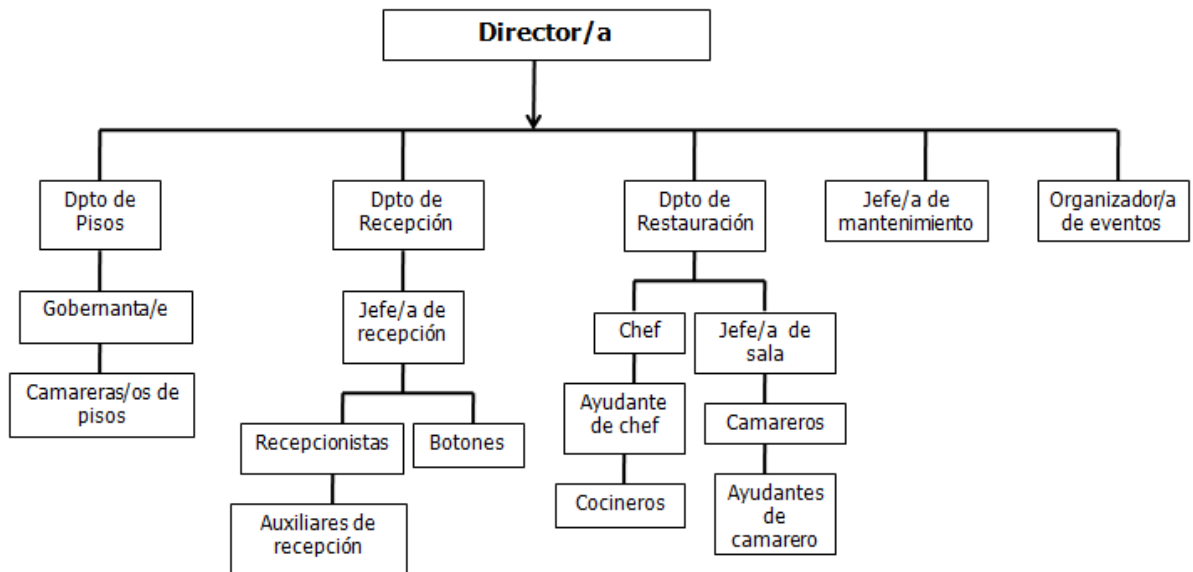 Director/a
Dpto de
Pisos
Dpto de
Recepción
Dpto de
Restauración
Jefe/a de
mantenimiento
Organizador/a
de eventos
Gobernanta/e
Jefe/a de
recepción
Chef
Jefe/a de
sala
Camareras/os de
pisos
Ayudante
de chef
Camareros
Recepcionistas
Botones
Cocineros
Ayudantes
de
camarero
Auxiliares de
recepción